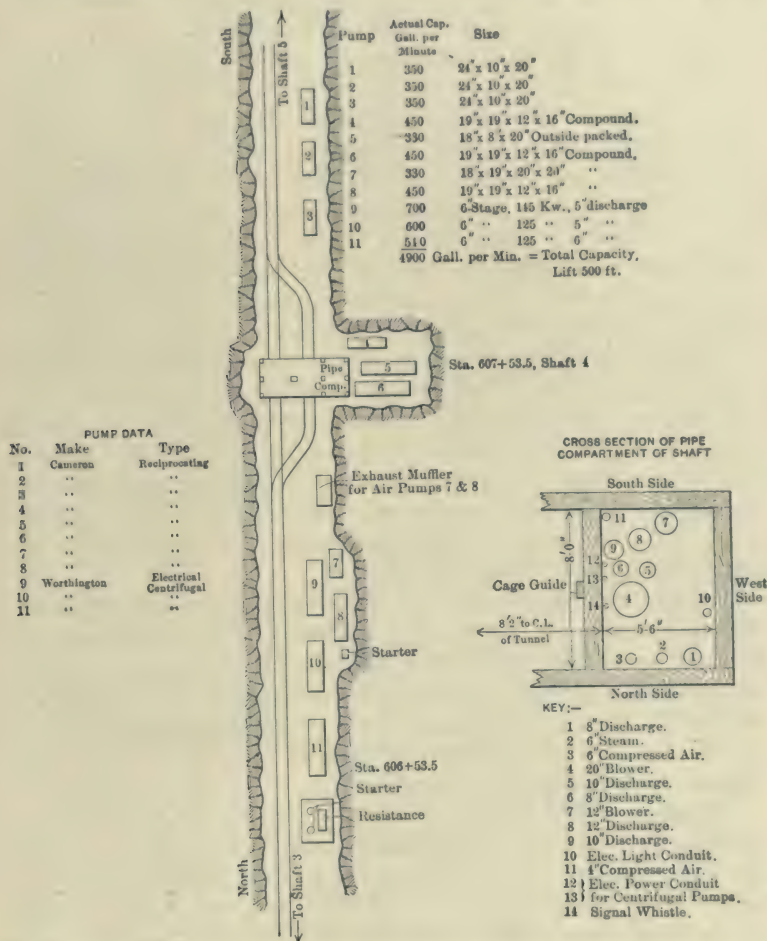 South
To Shaft 5
Pump Actual Cap. Gall. per Minute Size
1 350 24"x 10"x 20"
2 350 24"x 10"x 20"
3 350 24"x 10"x 20"
4 450 19"x 19"x 12"x 16" Compound.
5 330 18"x 8"x 20" Outside packed.
6 450 19"x 19"x 12"x 16" Compound.
7 330 18"x 19"x 20"x 20" "
8 450 19"x 19"x 12"x 16" "
9 700 6"Stage, 145 Kw., 5"discharge
10 600 6" " 125 " 5" "
11 540 6" " 125 " 6" "
4900 Gall. per Min. = Total Capacity.
Lift 500 ft.
1
2
3
Pipe
Comp.
5
6
Sta. 607+53.5, Shaft 4
PUMP DATA
No. Make Type
1 Cameron Reciprocating
2 " "
3 " "
4 " "
5 " "
6 " "
7 " "
8 " "
9 Worthington Electrical Centrifugal
10 " "
11 " "
Exhaust Muffler
for Air Pumps 7 & 8
7
9
8
10
Starter
11
Sta. 606+53.5
Starter
Resistance
North
To Shaft 3
CROSS SECTION OF PIPE
COMPARTMENT OF SHAFT
South Side
11
7
8
9
12
6
5
13
8'0"
Cage Guide
West
Side
4
14
10
8'2"to C.L.
of Tunnel
5'-6"
3
2
1
North Side
KEY:—
1 8"Discharge.
2 6"Steam.
3 6"Compressed Air.
4 20"Blower.
5 10"Discharge.
6 8"Discharge.
7 12"Blower.
8 12"Discharge.
9 10"Discharge.
10 Elec. Light Conduit.
11 4"Compressed Air.
12 } Elec. Power Conduit
13 } for Centrifugal Pumps.
14 Signal Whistle.